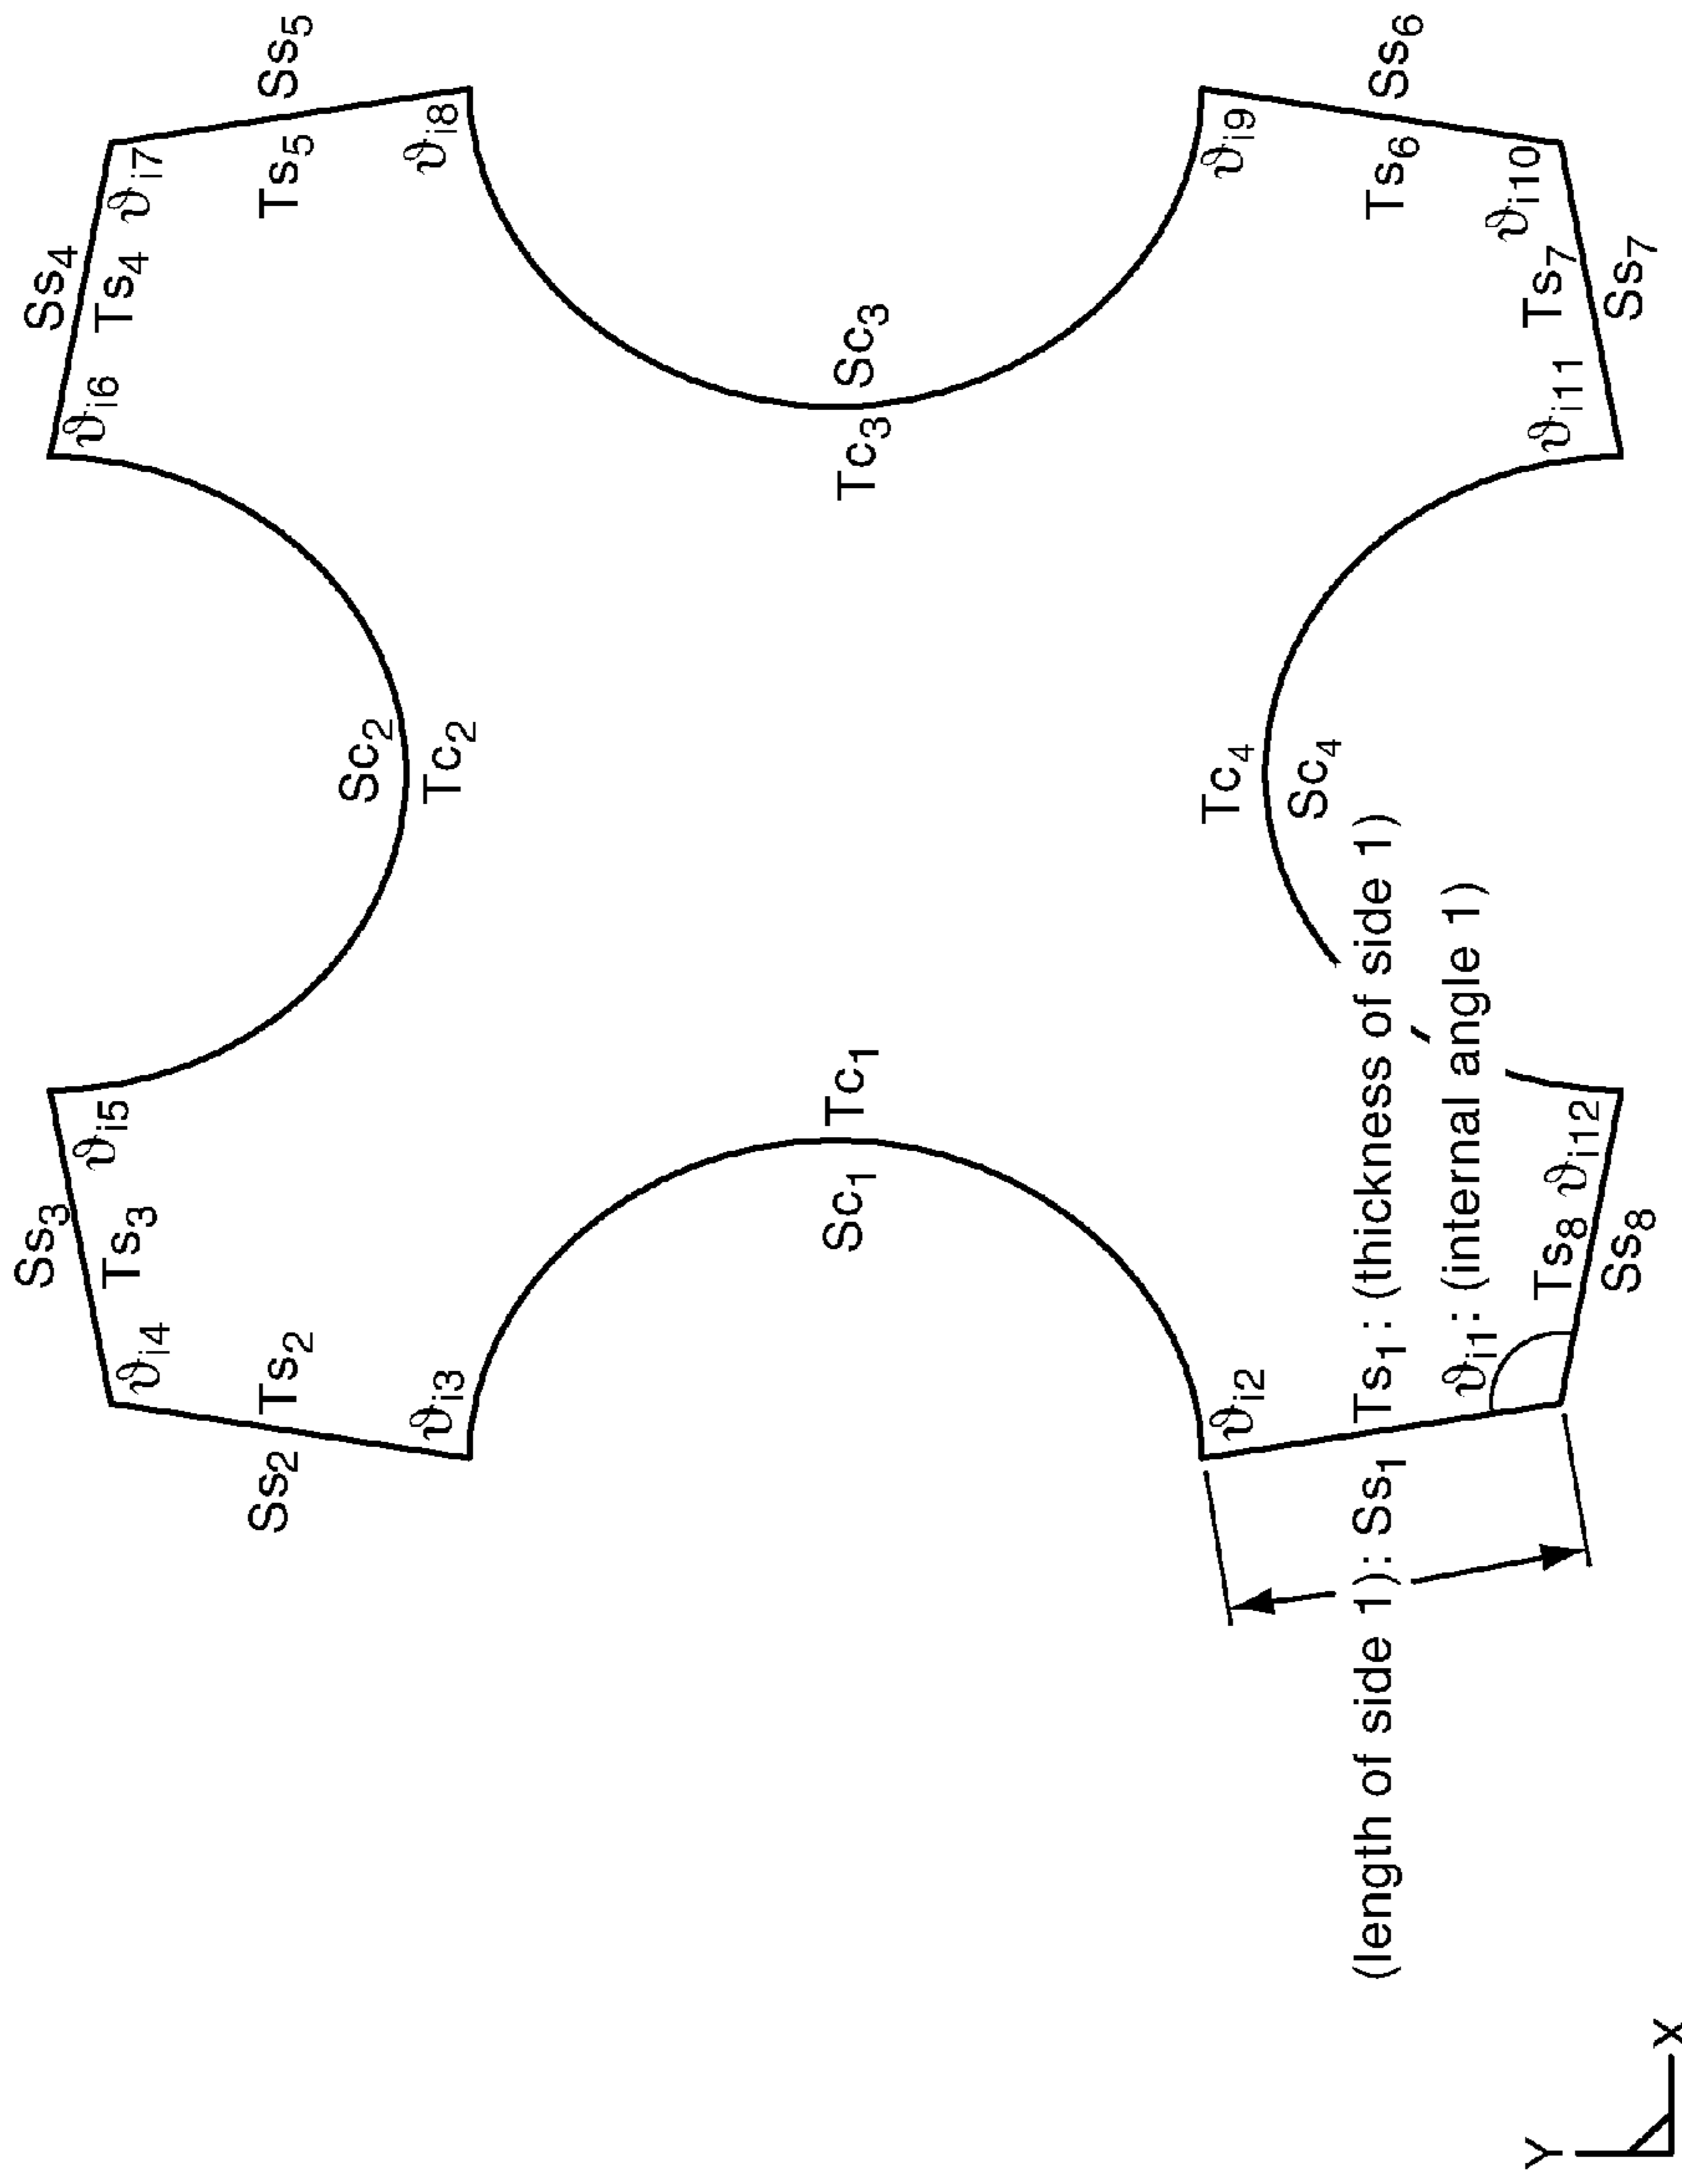 Ss3
Ss4
Ts3
ϑi5
ϑi6
Ts4
ϑi4
ϑi7
Ss2
Ts2
Ts5
Ss5
Sc2
ϑi3
ϑi8
Tc2
Sc1
Tc1
Tc3
Sc3
ϑi2
Tc4
ϑi9
Sc4
(length of side 1): Ss1 Ts1: (thickness of side 1)
Ts6
Ss6
ϑi1: (internal angle 1)
ϑi10
Ts8
ϑi12
ϑi11
Ts7
Ss8
Ss7
Y
X